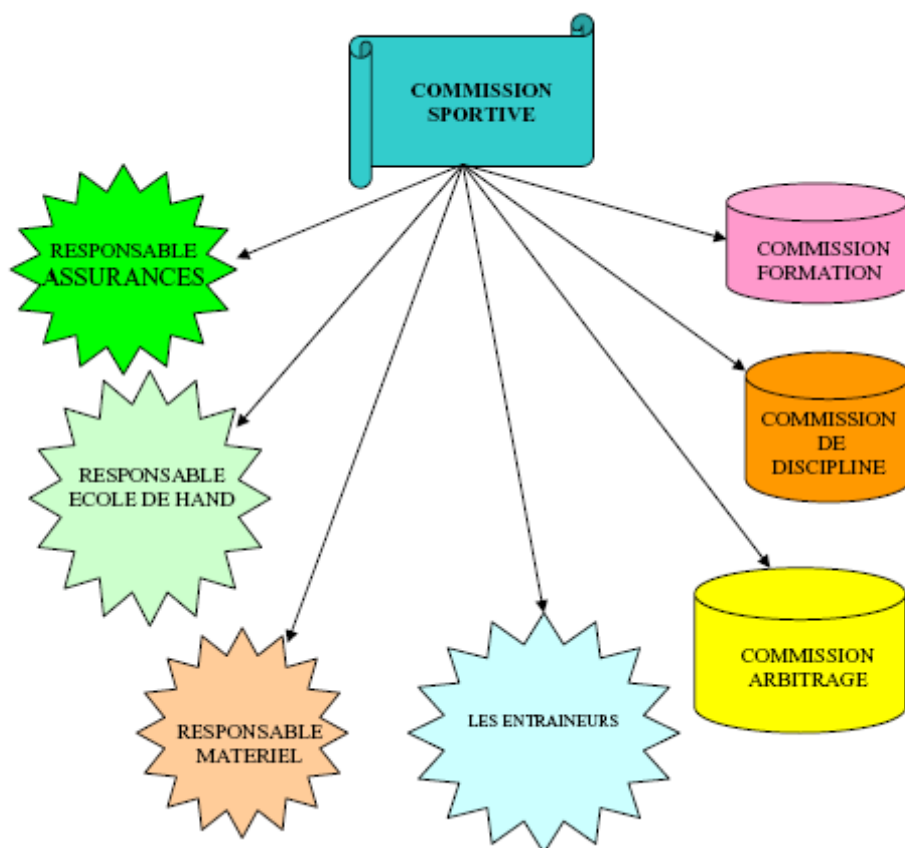 COMMISSION
SPORTIVE
RESPONSABLE
ASSURANCES
COMMISSION
FORMATION
RESPONSABLE
ECOLE DE HAND
COMMISSION
DE
DISCIPLINE
RESPONSABLE
MATERIEL
LES ENTRAINEURS
COMMISSION
ARBITRAGE